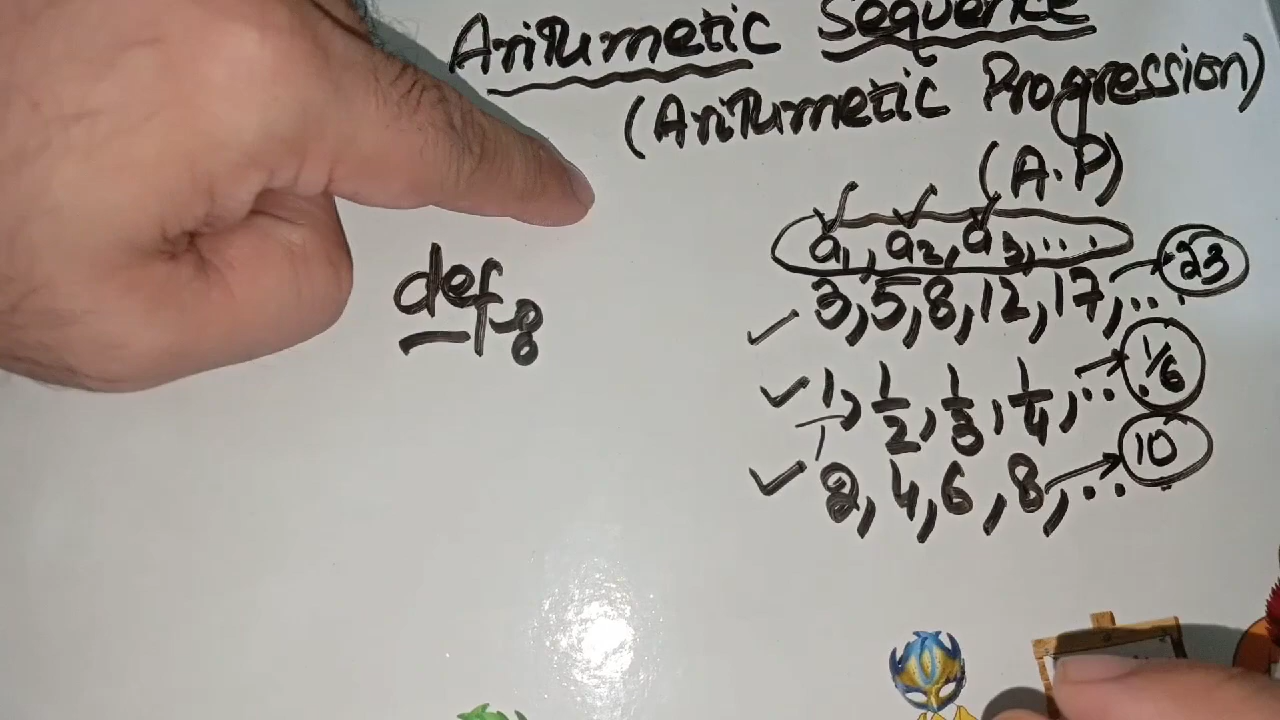 Arithmetic Sequence
(Arithmetic Progression)
(A.P)
a1, a2, a3, ...
def:
3, 5, 8, 12, 17, ... → 23
1/1, 1/2, 1/3, 1/4, ... → 1/6
2, 4, 6, 8, ... → 10